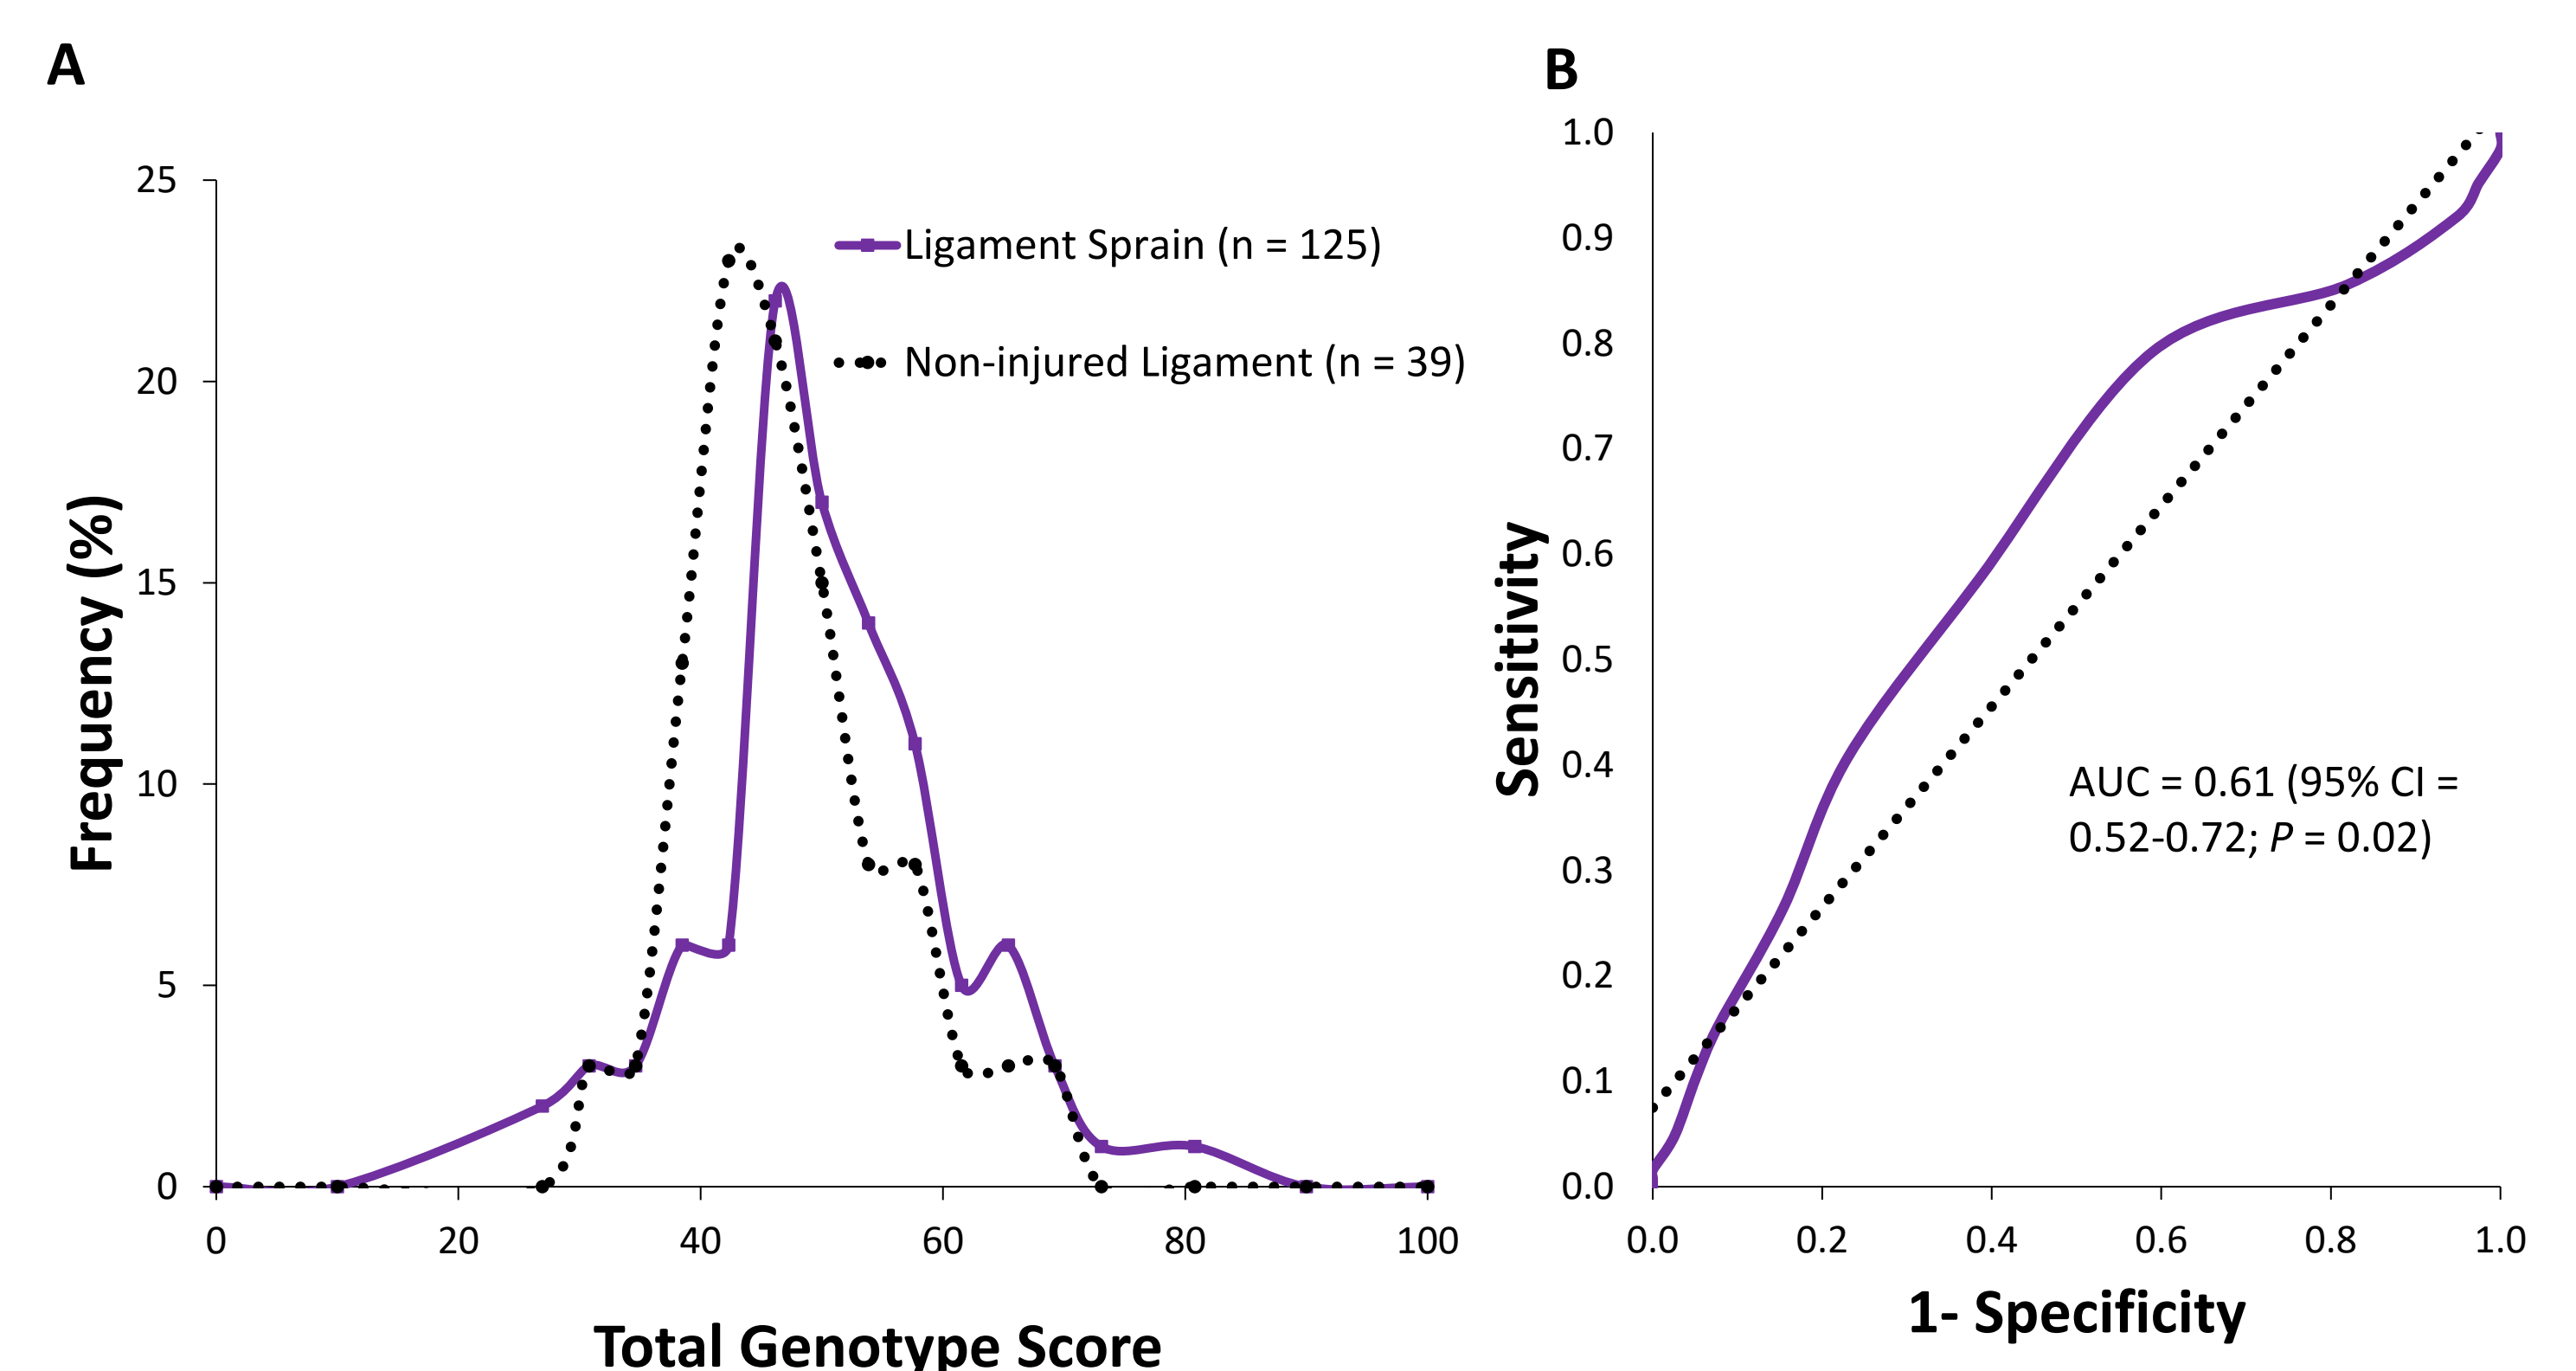 A
25
20
15
10
5
0
Frequency (%)
0 20 40 60 80 100
Total Genotype Score
Ligament Sprain (n = 125)
Non-injured Ligament (n = 39)
B
1.0
0.9
0.8
0.7
0.6
0.5
0.4
0.3
0.2
0.1
0.0
Sensitivity
0.0 0.2 0.4 0.6 0.8 1.0
1- Specificity
AUC = 0.61 (95% CI =
0.52-0.72; P = 0.02)